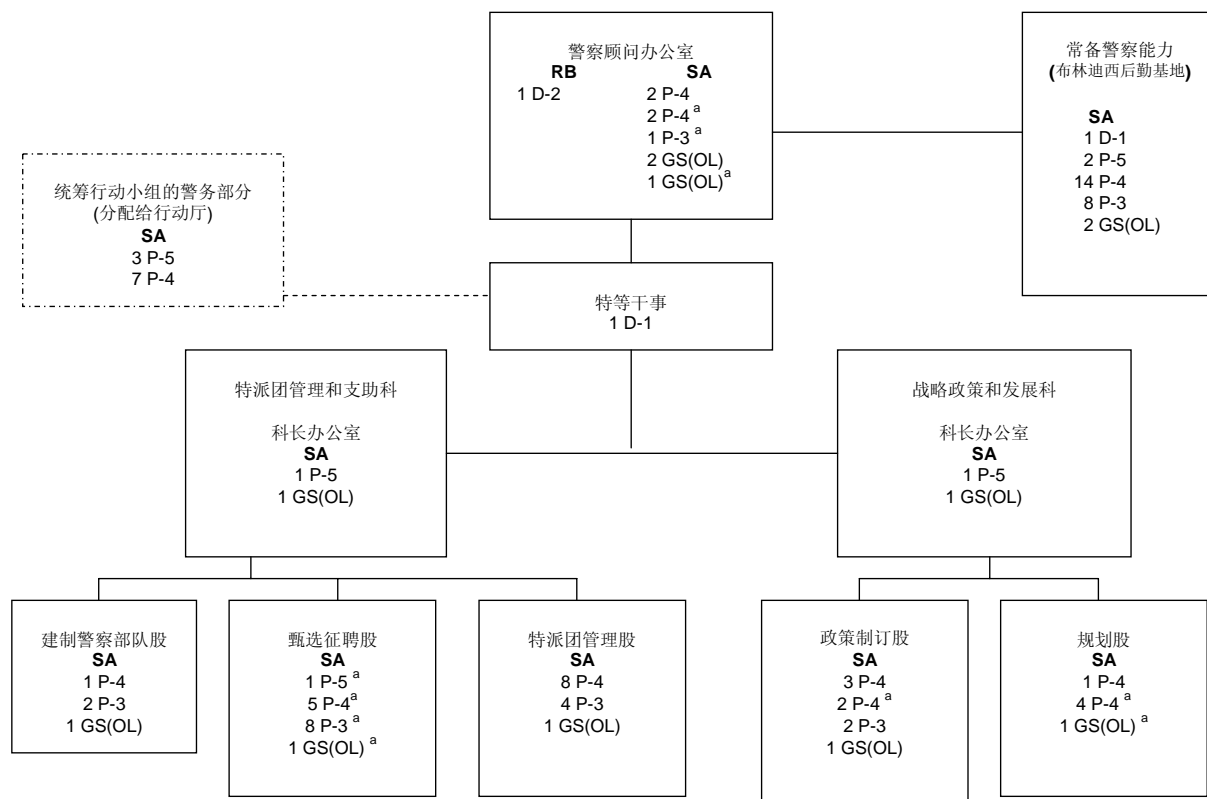 警察顾问办公室
RB SA
1 D-2 2 P-4
2 P-4 a
1 P-3 a
2 GS(OL)
1 GS(OL) a
常备警察能力
(布林迪西后勤基地)
SA
1 D-1
2 P-5
14 P-4
8 P-3
2 GS(OL)
统筹行动小组的警务部分
(分配给行动厅)
SA
3 P-5
7 P-4
特等干事
1 D-1
特派团管理和支助科
科长办公室
SA
1 P-5
1 GS(OL)
战略政策和发展科
科长办公室
SA
1 P-5
1 GS(OL)
建制警察部队股
SA
1 P-4
2 P-3
1 GS(OL)
甄选征聘股
SA
1 P-5 a
5 P-4 a
8 P-3 a
1 GS(OL) a
特派团管理股
SA
8 P-4
4 P-3
1 GS(OL)
政策制订股
SA
3 P-4
2 P-4 a
2 P-3
1 GS(OL)
规划股
SA
1 P-4
4 P-4 a
1 GS(OL) a